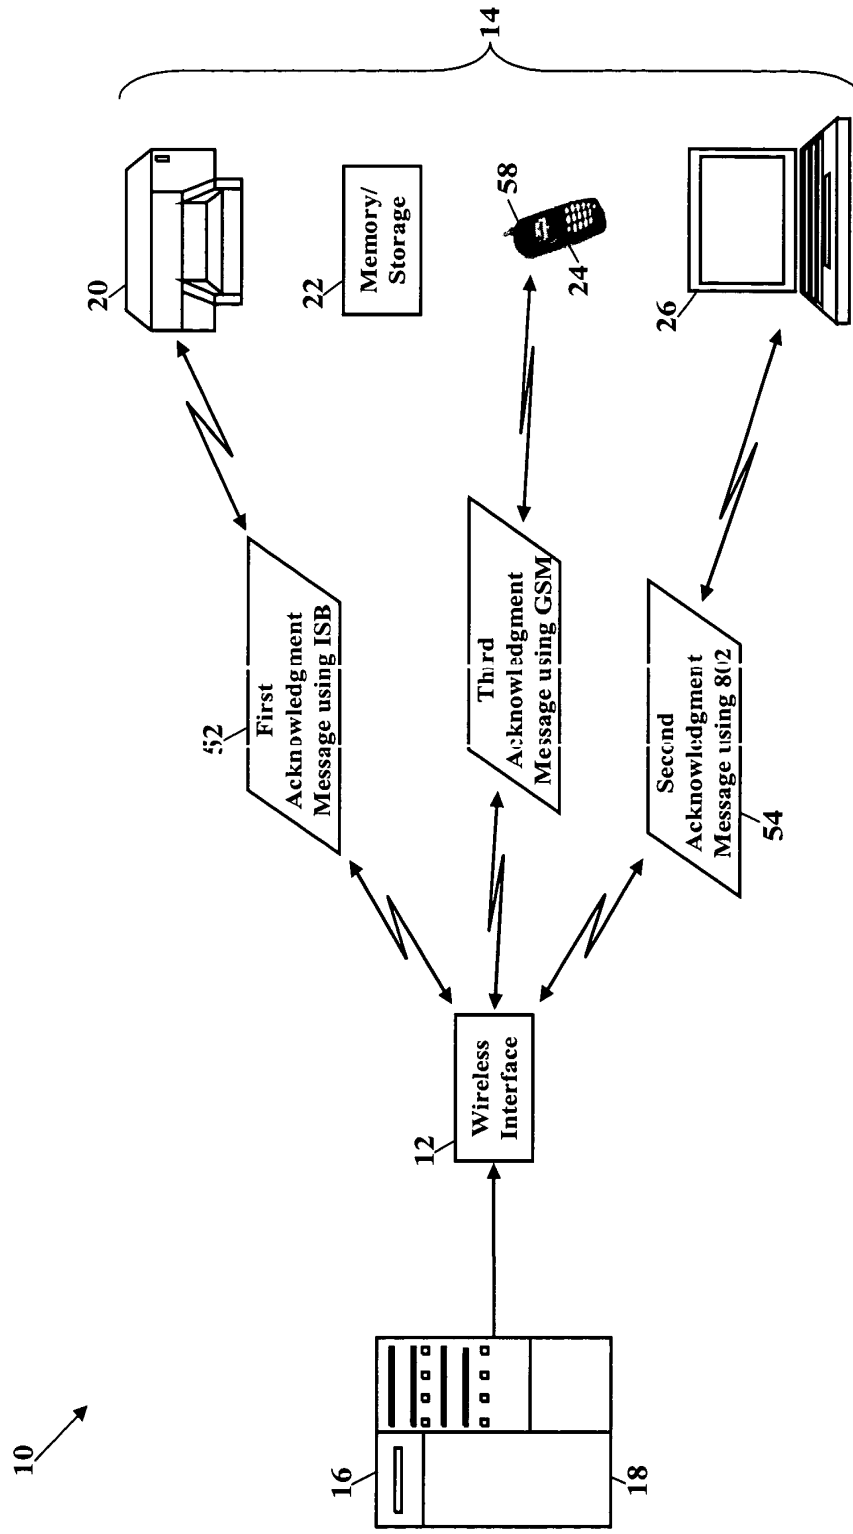 10
16
18
12
Wireless
Interface
52
First
Acknowledgment
Message using ISB
Third
Acknowledgment
Message using GSM
Second
Acknowledgment
Message using 802
54
20
22
Memory/
Storage
58
24
26
14